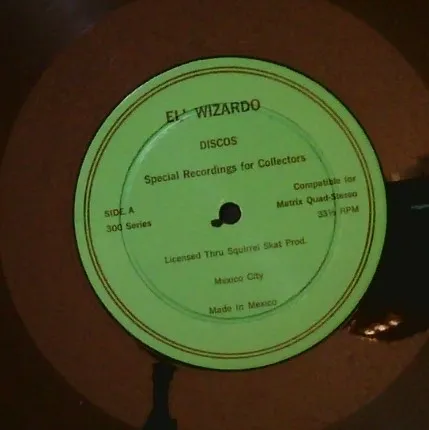 EL' WIZARDO
DISCOS
Special Recordings for Collectors
SIDE A
300 Series
Compatible for
Matrix Quad-Stereo
33⅓ RPM
Licensed Thru Squirrel Skat Prod.
Mexico City
Made in Mexico